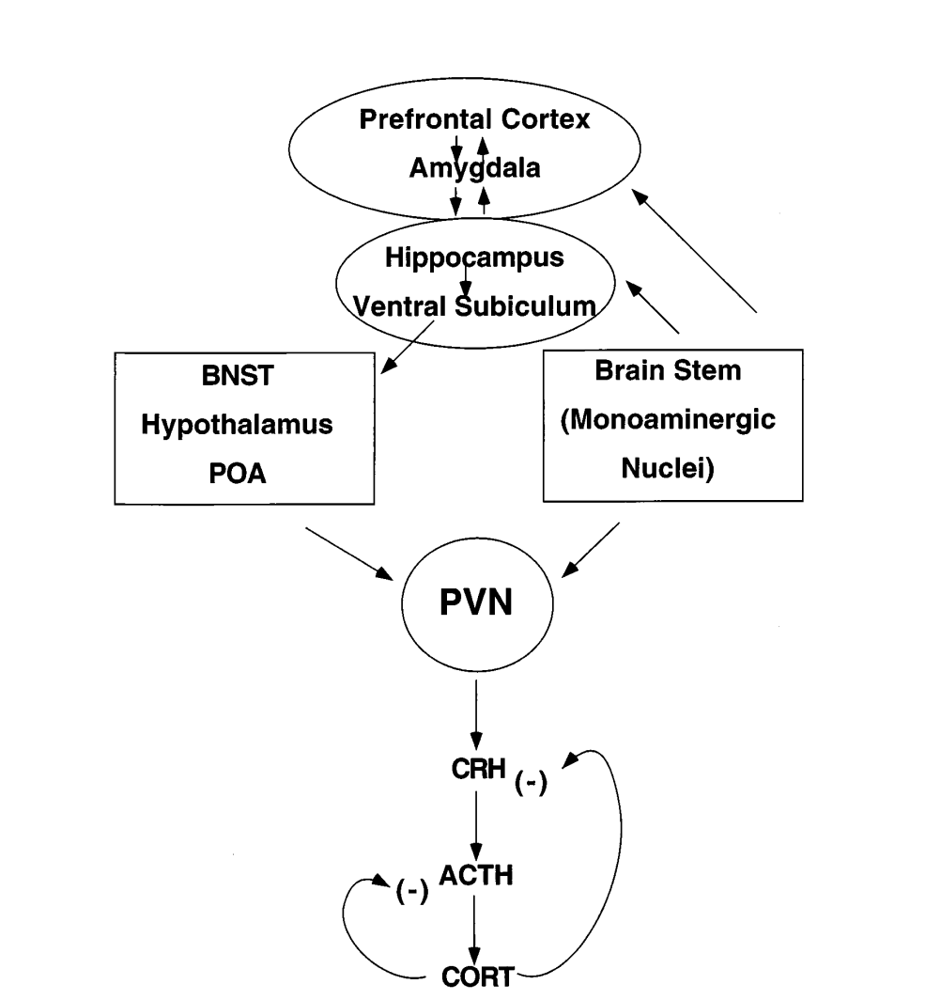 Prefrontal Cortex
Amygdala
Hippocampus
Ventral Subiculum
BNST
Hypothalamus
POA
Brain Stem
(Monoaminergic
Nuclei)
PVN
CRH (-)
(-) ACTH
CORT